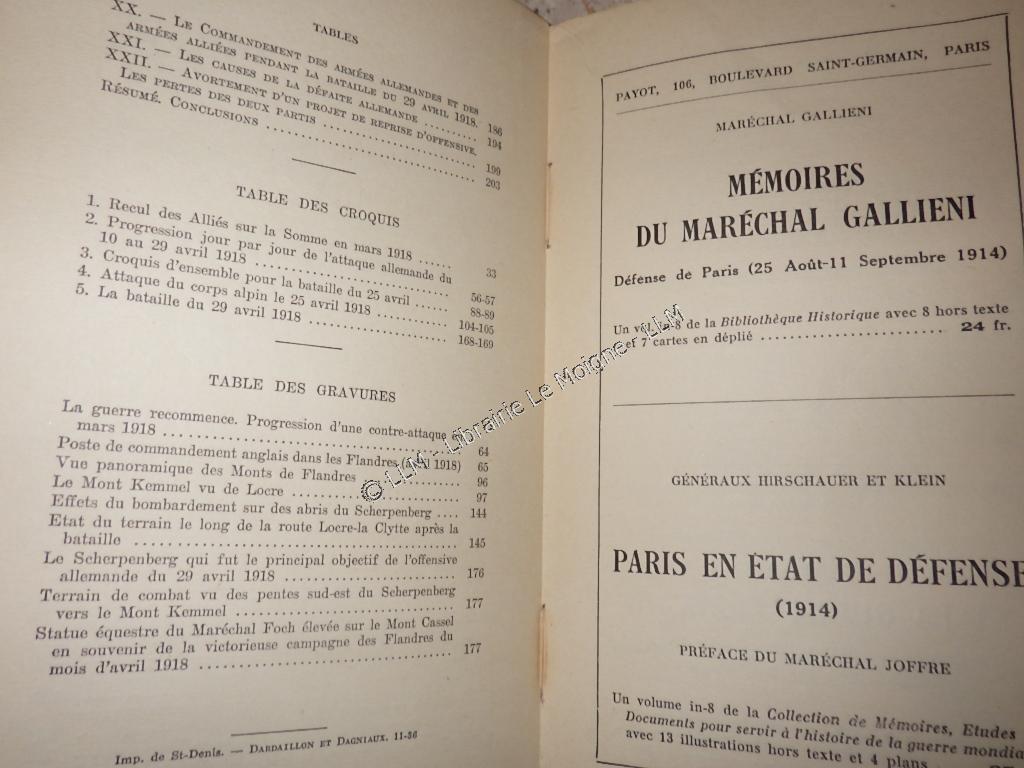 TABLES
XX. — Le Commandement des armées allemandes et des
armées alliées pendant la bataille du 29 avril 1918. 186
XXI. — Les causes de la défaite allemande .......... 194
XXII. — Avortement d'un projet de reprise d'offensive.
Les pertes des deux partis .................... 199
Résumé. Conclusions .............................. 203
TABLE DES CROQUIS
1. Recul des Alliés sur la Somme en mars 1918 ...... 33
2. Progression jour par jour de l'attaque allemande du
10 au 29 avril 1918 ......................... 56-57
3. Croquis d'ensemble pour la bataille du 25 avril ..... 88-89
4. Attaque du corps alpin le 25 avril 1918 ........... 104-105
5. La bataille du 29 avril 1918 ..................... 168-169
TABLE DES GRAVURES
La guerre recommence. Progression d'une contre-attaque en
mars 1918 ........................................ 64
Poste de commandement anglais dans les Flandres 1918) 65
Vue panoramique des Monts de Flandres .............. 96
Le Mont Kemmel vu de Locre ...................... 97
Effets du bombardement sur des abris du Scherpenberg .... 144
Etat du terrain le long de la route Locre-la Clytte après la
bataille ........................................... 145
Le Scherpenberg qui fut le principal objectif de l'offensive
allemande du 29 avril 1918 ........................ 176
Terrain de combat vu des pentes sud-est du Scherpenberg
vers le Mont Kemmel .............................. 177
Statue équestre du Maréchal Foch élevée sur le Mont Cassel
en souvenir de la victorieuse campagne des Flandres du
mois d'avril 1918 ................................. 177
Imp. de St-Denis. — Dardaillon et Dagniaux. 11-36
PAYOT, 106, BOULEVARD SAINT-GERMAIN, PARIS
MARÉCHAL GALLIENI
MÉMOIRES
DU MARÉCHAL GALLIENI
Défense de Paris (25 Août-11 Septembre 1914)
Un vol. in-8 de la Bibliothèque Historique avec 8 hors texte
et 7 cartes en déplié ........................... 24 fr.
GÉNÉRAUX HIRSCHAUER ET KLEIN
PARIS EN ÉTAT DE DÉFENSE
(1914)
PRÉFACE DU MARÉCHAL JOFFRE
Un volume in-8 de la Collection de Mémoires, Etudes
Documents pour servir à l'histoire de la guerre
avec 13 illustrations hors texte et 4 plans ....
© LLM - Librairie Le Moigne - LLM